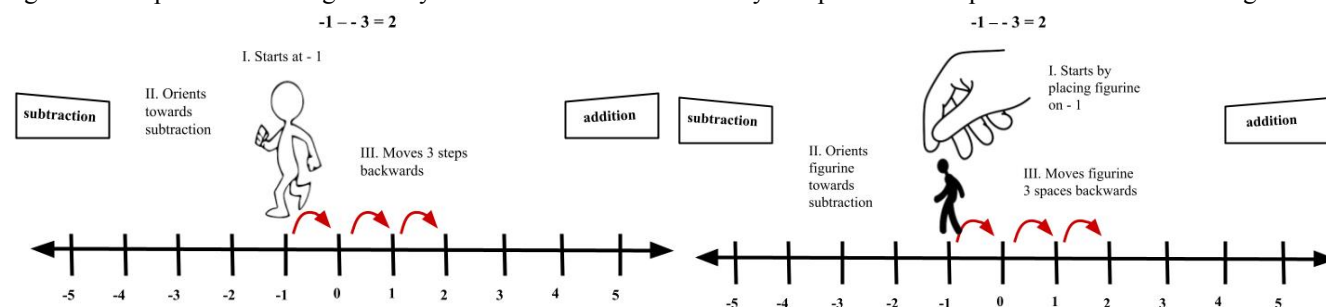 -1 – - 3 = 2
I. Starts at - 1
II. Orients
towards
subtraction
subtraction
addition
III. Moves 3 steps
backwards
-5 -4 -3 -2 -1 0 1 2 3 4 5
-1 – - 3 = 2
I. Starts by
placing figurine
on - 1
subtraction
addition
II. Orients
figurine
towards
subtraction
III. Moves figurine
3 spaces backwards
-5 -4 -3 -2 -1 0 1 2 3 4 5